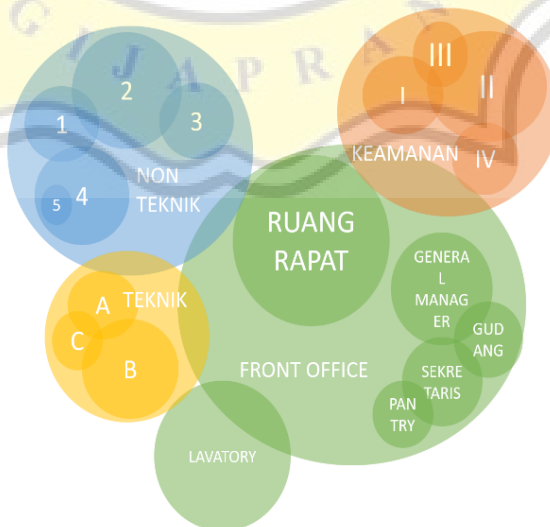 G I J A P R A N
III
2
I
II
1
3
KEAMANAN
IV
NON
TEKNIK
5
4
RUANG
RAPAT
GENERA
L
MANAG
ER
A
TEKNIK
GUD
ANG
C
B
FRONT OFFICE
SEKRE
TARIS
PAN
TRY
LAVATORY